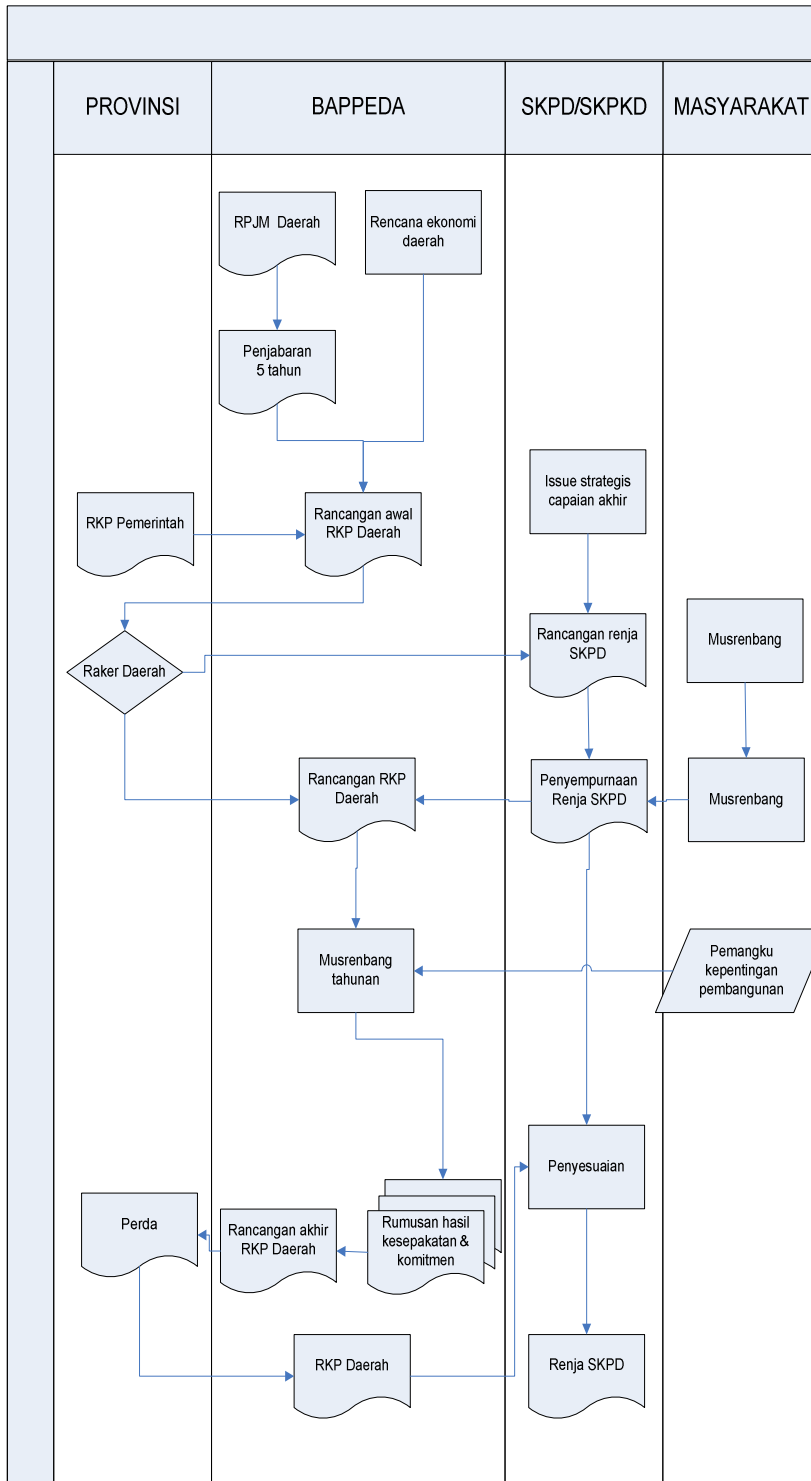 PROVINSI
BAPPEDA
SKPD/SKPKD
MASYARAKAT
RPJM Daerah
Rencana ekonomi
daerah
Penjabaran
5 tahun
Issue strategis
capaian akhir
RKP Pemerintah
Rancangan awal
RKP Daerah
Raker Daerah
Rancangan renja
SKPD
Musrenbang
Rancangan RKP
Daerah
Penyempurnaan
Renja SKPD
Musrenbang
Musrenbang
tahunan
Pemangku
kepentingan
pembangunan
Penyesuaian
Perda
Rancangan akhir
RKP Daerah
Rumusan hasil
kesepakatan &
komitmen
RKP Daerah
Renja SKPD